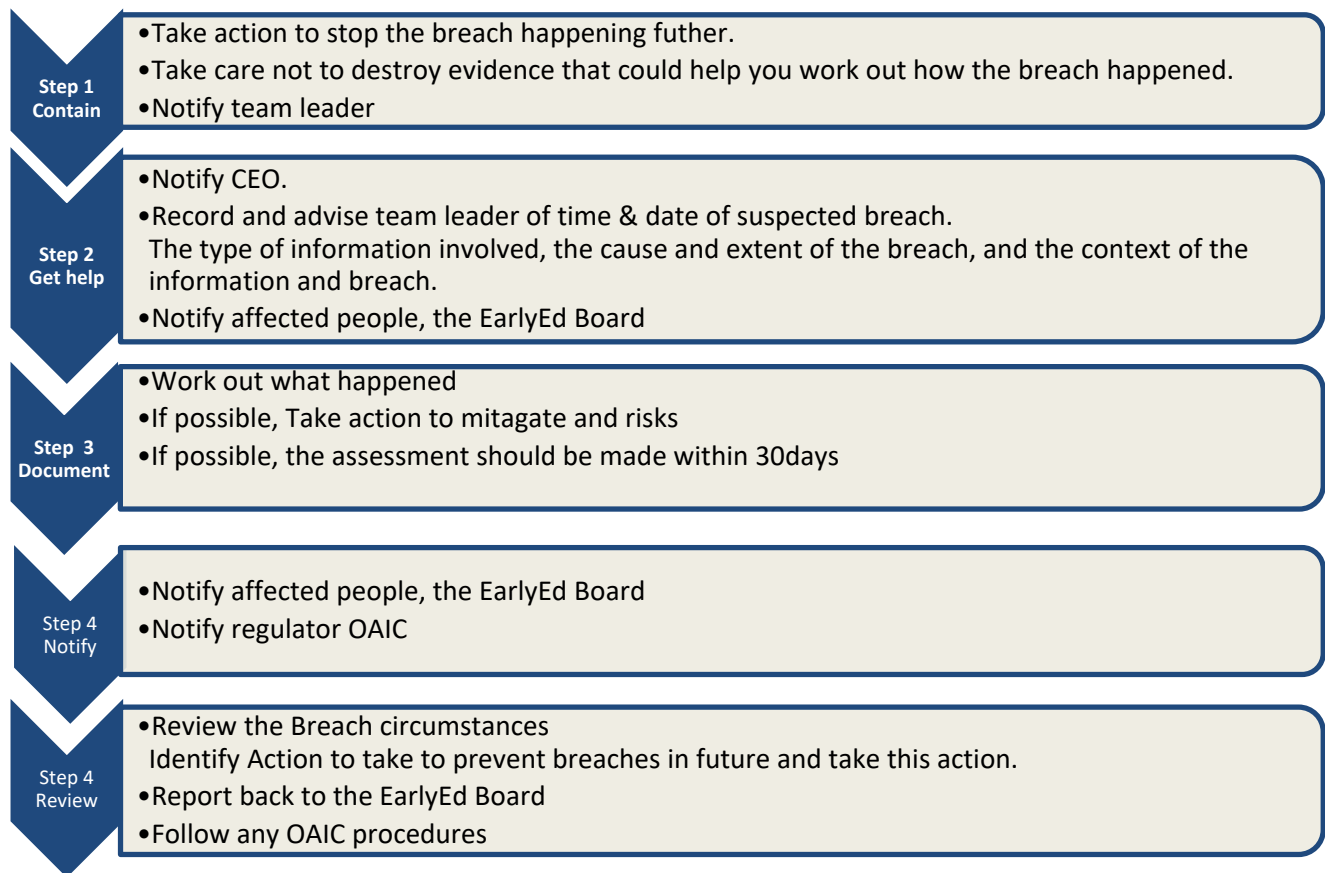 Step 1
Contain
•Take action to stop the breach happening futher.
•Take care not to destroy evidence that could help you work out how the breach happened.
•Notify team leader
Step 2
Get help
•Notify CEO.
•Record and advise team leader of time & date of suspected breach.
The type of information involved, the cause and extent of the breach, and the context of the
information and breach.
•Notify affected people, the EarlyEd Board
Step 3
Document
•Work out what happened
•If possible, Take action to mitagate and risks
•If possible, the assessment should be made within 30days
Step 4
Notify
•Notify affected people, the EarlyEd Board
•Notify regulator OAIC
Step 4
Review
•Review the Breach circumstances
Identify Action to take to prevent breaches in future and take this action.
•Report back to the EarlyEd Board
•Follow any OAIC procedures